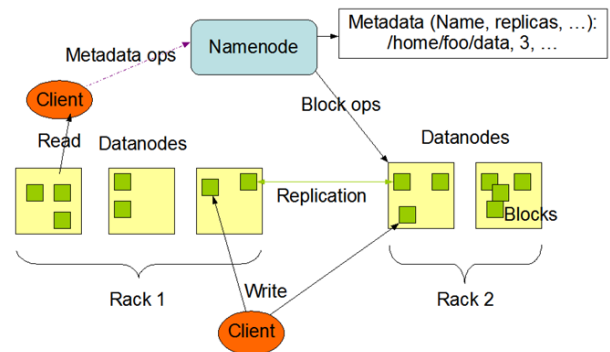 Metadata (Name, replicas, …):
/home/foo/data, 3, …
Namenode
Metadata ops
Client
Block ops
Read
Datanodes
Datanodes
Replication
Blocks
Rack 1
Write
Rack 2
Client